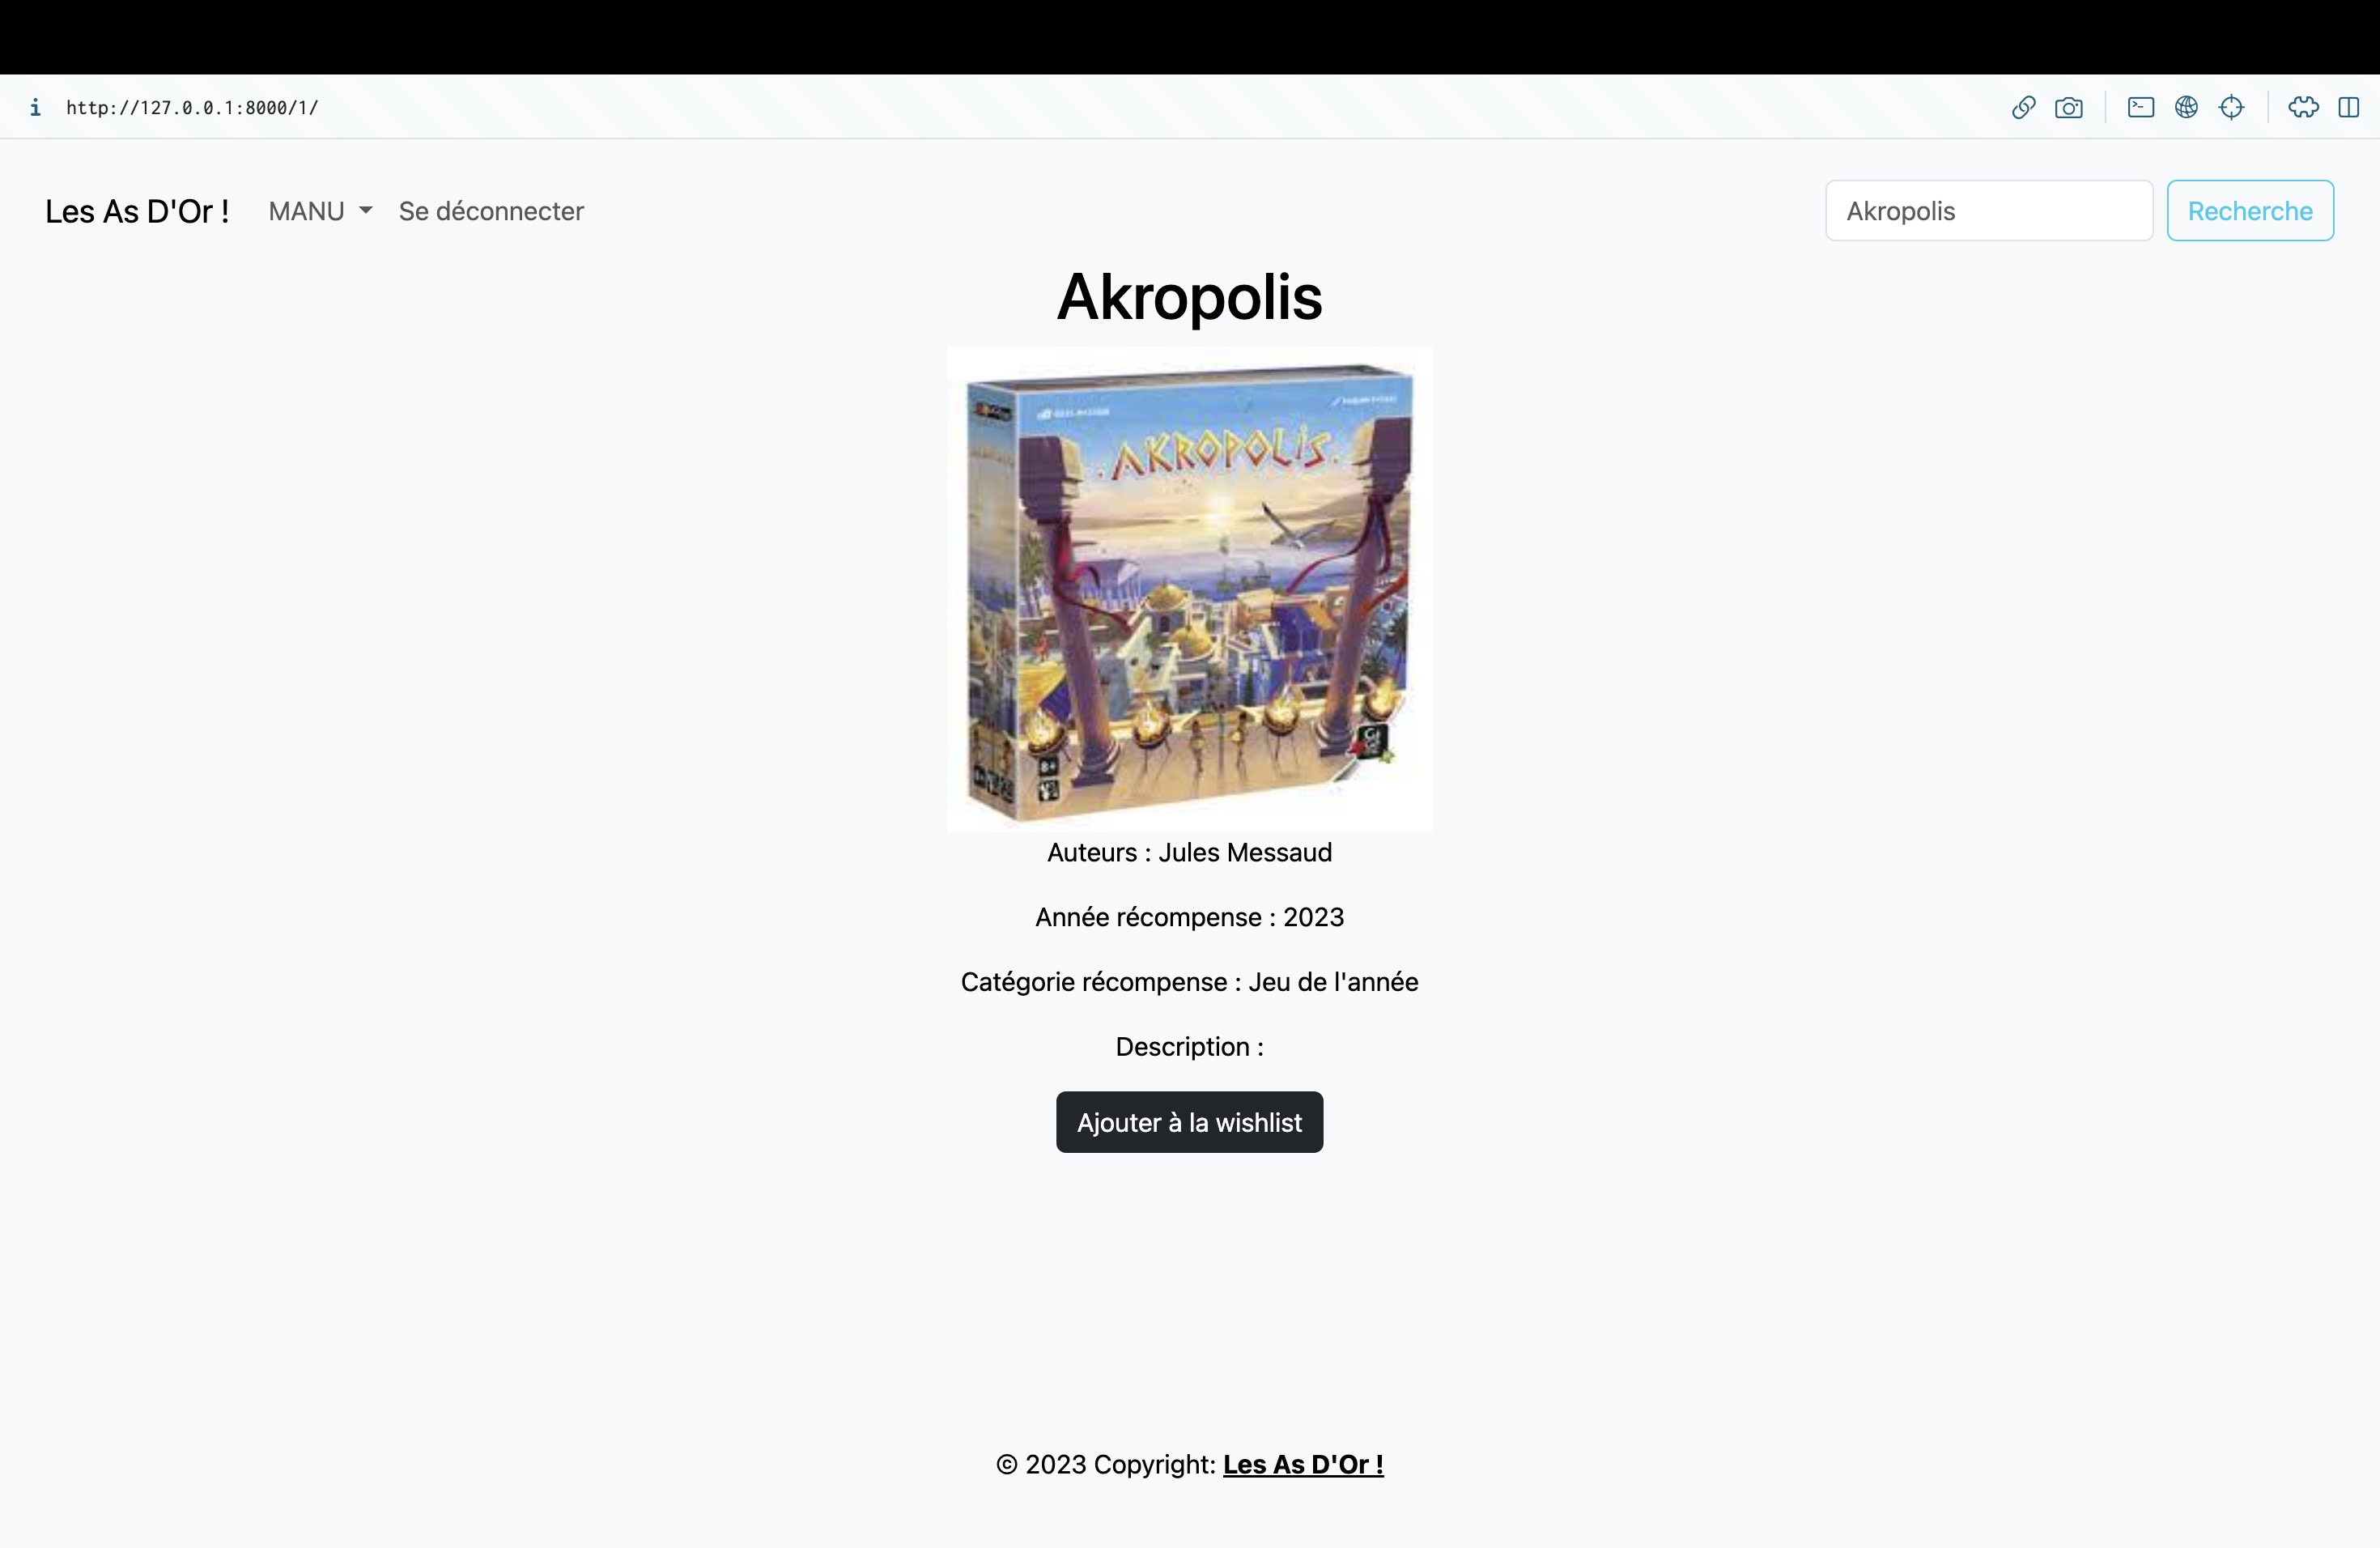 http://127.0.0.1:8000/1/
Les As D'Or !
MANU
Se déconnecter
Akropolis
Recherche
Akropolis
AKROPOLIS
8+
Auteurs : Jules Messaud
Année récompense : 2023
Catégorie récompense : Jeu de l'année
Description :
Ajouter à la wishlist
© 2023 Copyright: Les As D'Or !